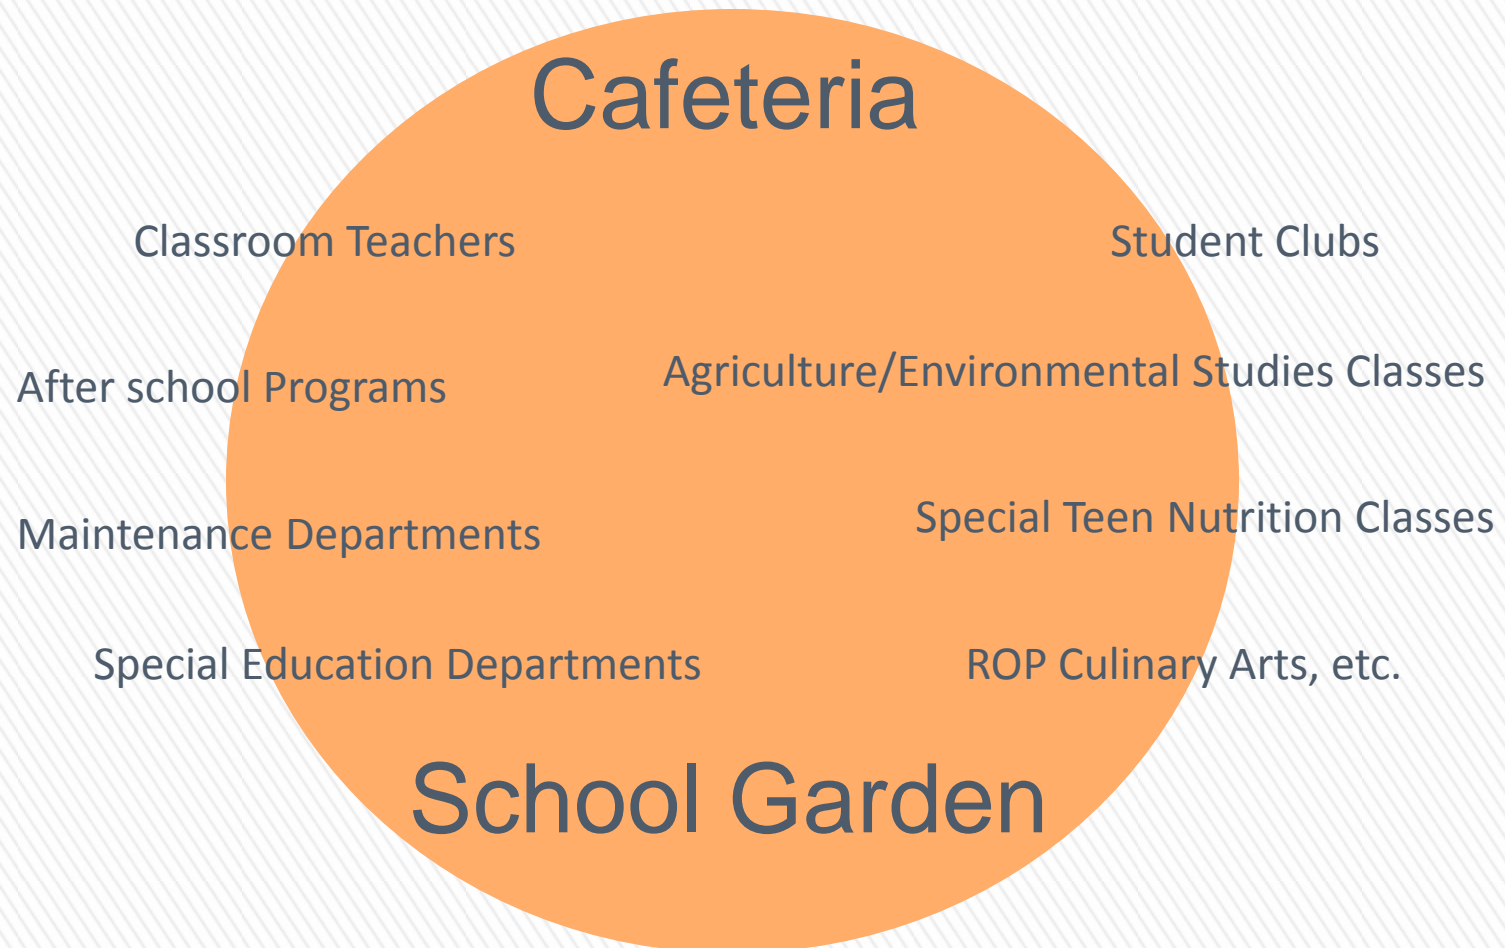 Cafeteria
Classroom Teachers
Student Clubs
After school Programs
Agriculture/Environmental Studies Classes
Maintenance Departments
Special Teen Nutrition Classes
Special Education Departments
ROP Culinary Arts, etc.
School Garden